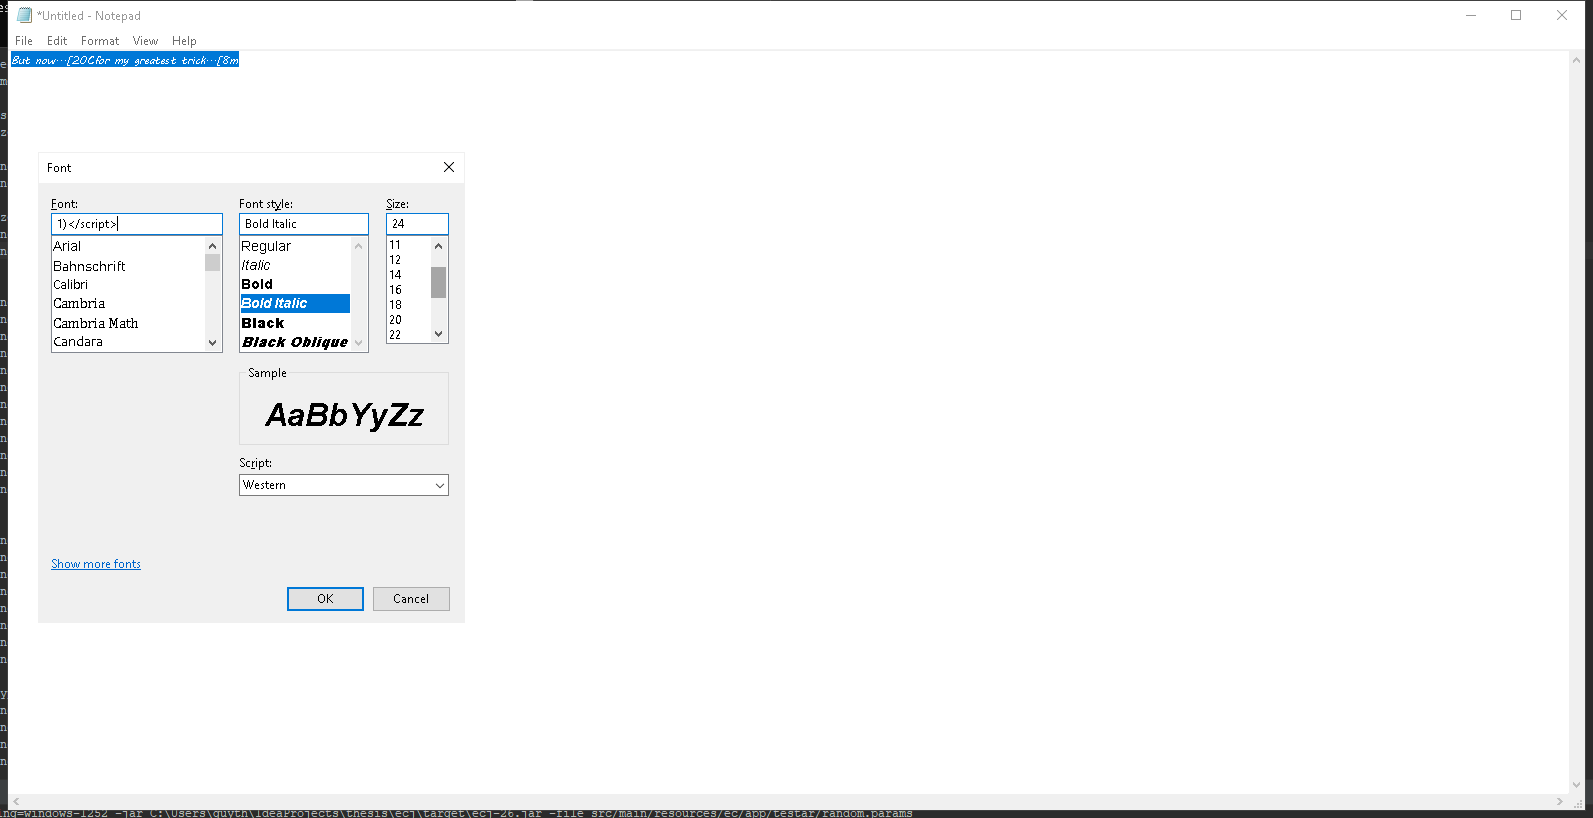 *Untitled - Notepad
File Edit Format View Help
But now...[20Cfor my greatest trick...[8m
Font
Font: Font style: Size:
1)</script> Bold Italic 24
Arial
Bahnschrift
Calibri
Cambria
Cambria Math
Candara
Regular
Italic
Bold
Bold Italic
Black
Black Oblique
11
12
14
16
18
20
22
Sample
AaBbYyZz
Script:
Western
Show more fonts
OK Cancel
ing=windows-1252 -jar C:\Users\guyth\IdeaProjects\thesis\ecj\target\ecj-26.jar -file src/main/resources/ec/app/testar/random.params